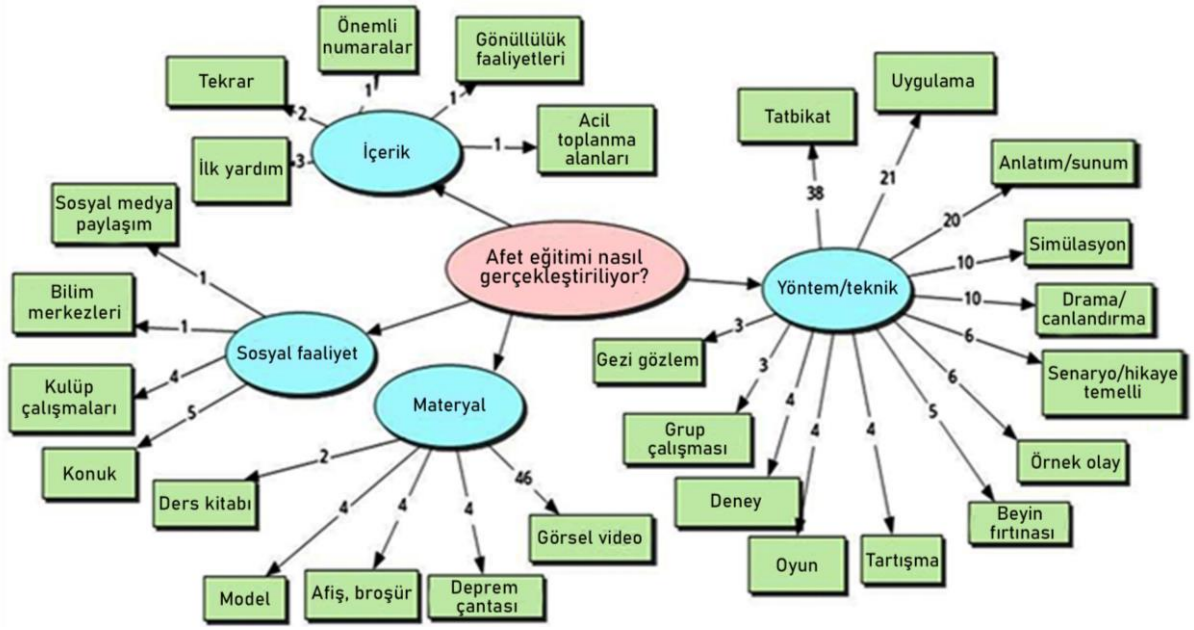 Önemli
numaralar
Gönüllülük
faaliyetleri
Tekrar
1
1
2
İçerik
1
Acil
toplanma
alanları
İlk yardım
3
Uygulama
Tatbikat
38
21
Anlatım/sunum
20
Simülasyon
10
Yöntem/teknik
10
Drama/
canlandırma
6
Senaryo/hikaye
temelli
Afet eğitimi nasıl
gerçekleştiriliyor?
Sosyal medya
paylaşım
1
Bilim
merkezleri
1
Sosyal faaliyet
Kulüp
çalışmaları
4
5
Konuk
Materyal
2
Ders kitabı
4
Model
4
Afiş, broşür
4
Deprem
çantası
46
Görsel video
3
Gezi gözlem
3
Grup
çalışması
4
Deney
4
Oyun
4
Tartışma
5
Beyin
fırtınası
6
Örnek olay